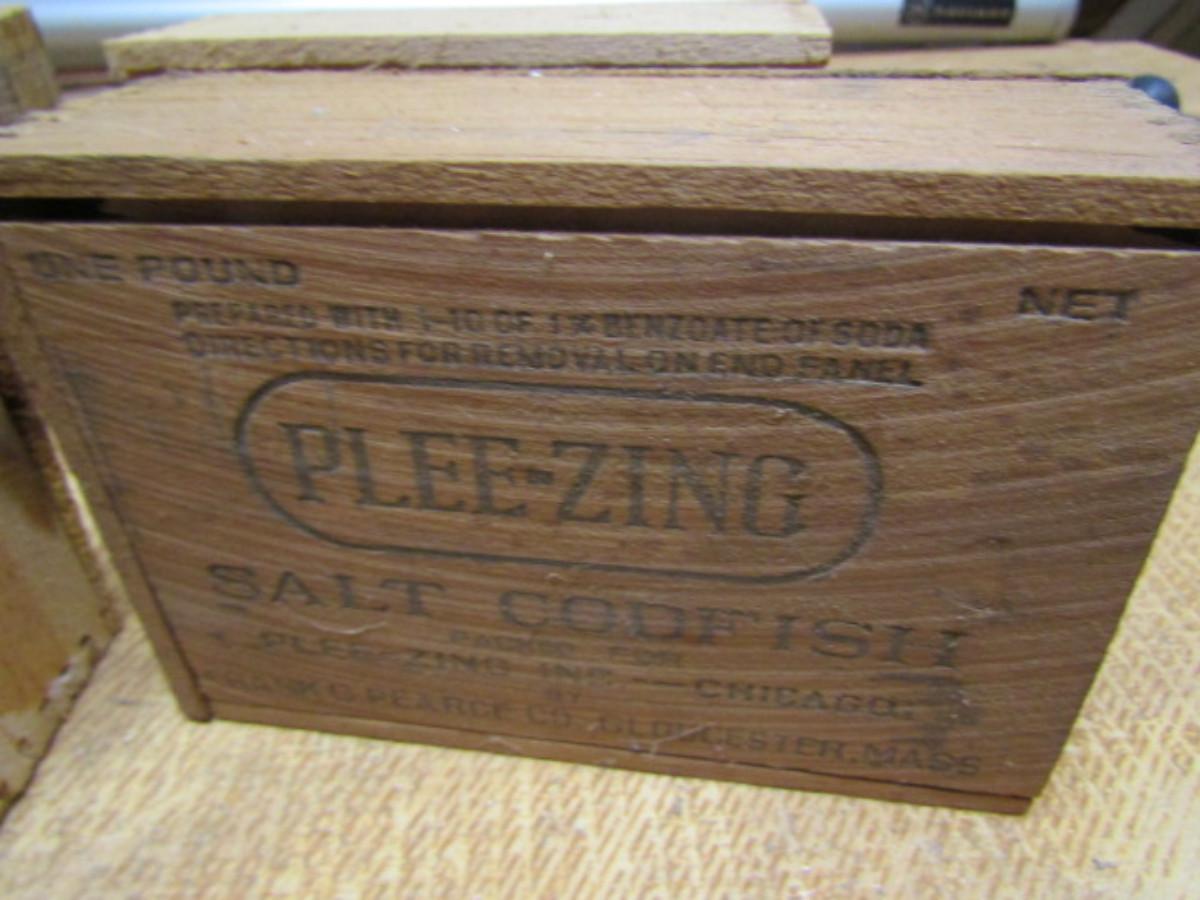 ONE POUND NET
PREPARED WITH 1-10 OF 1% BENZOATE OF SODA
DIRECTIONS FOR REMOVAL ON END PANEL
PLEE-ZING
SALT CODFISH
PACKED FOR
PLEE-ZING INC. — CHICAGO.
BY
FRANK C. PEARCE CO., GLOUCESTER, MASS